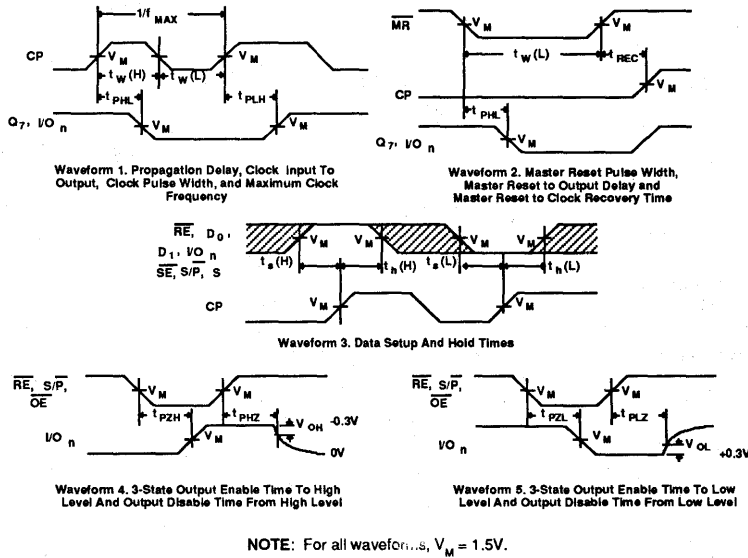 1/f MAX
CP
V M
V M
V M
t W (H)
t W (L)
t PHL
t PLH
Q 7, I/O n
V M
V M
Waveform 1. Propagation Delay, Clock Input To
Output, Clock Pulse Width, and Maximum Clock
Frequency
MR
V M
V M
t W (L)
t REC
CP
V M
t PHL
Q 7, I/O n
V M
Waveform 2. Master Reset Pulse Width,
Master Reset to Output Delay and
Master Reset to Clock Recovery Time
RE, D 0,
D 1, I/O n
SE, S/P, S
V M
V M
V M
V M
t s (H)
t h (H)
t s (L)
t h (L)
CP
V M
V M
Waveform 3. Data Setup And Hold Times
RE, S/P,
OE
V M
V M
t PZH
t PHZ
I/O n
V M
V OH -0.3V
0V
Waveform 4. 3-State Output Enable Time To High
Level And Output Disable Time From High Level
RE, S/P,
OE
V M
V M
t PZL
t PLZ
I/O n
V M
V OL +0.3V
Waveform 5. 3-State Output Enable Time To Low
Level And Output Disable Time From Low Level
NOTE: For all waveforms, V M = 1.5V.